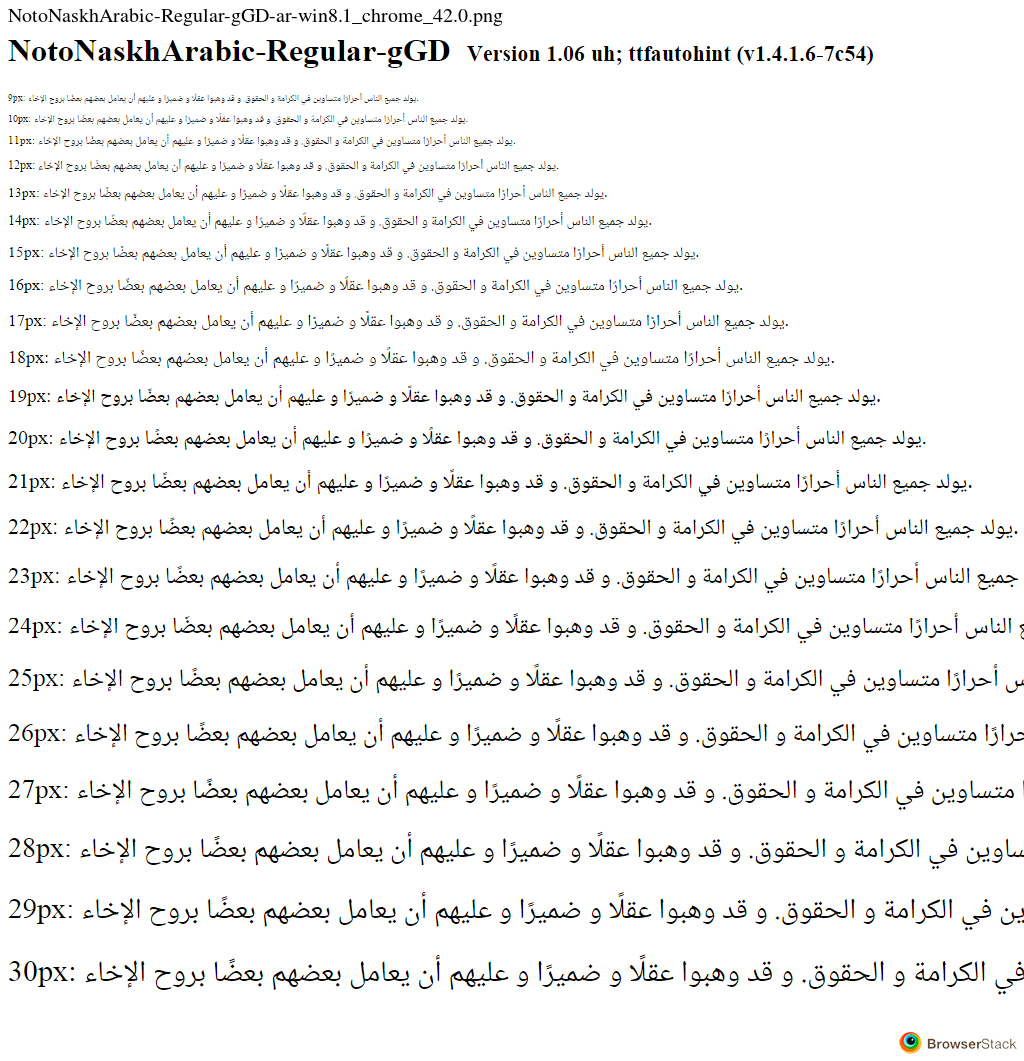 NotoNaskhArabic-Regular-gGD-ar-win8.1_chrome_42.0.png
NotoNaskhArabic-Regular-gGD Version 1.06 uh; ttfautohint (v1.4.1.6-7c54)
9px: يولد جميع الناس أحرارًا متساوين في الكرامة و الحقوق. و قد وهبوا عقلًا و ضميرًا و عليهم أن يعامل بعضهم بعضًا بروح الإخاء.
10px: يولد جميع الناس أحرارًا متساوين في الكرامة و الحقوق. و قد وهبوا عقلًا و ضميرًا و عليهم أن يعامل بعضهم بعضًا بروح الإخاء.
11px: يولد جميع الناس أحرارًا متساوين في الكرامة و الحقوق. و قد وهبوا عقلًا و ضميرًا و عليهم أن يعامل بعضهم بعضًا بروح الإخاء.
12px: يولد جميع الناس أحرارًا متساوين في الكرامة و الحقوق. و قد وهبوا عقلًا و ضميرًا و عليهم أن يعامل بعضهم بعضًا بروح الإخاء.
13px: يولد جميع الناس أحرارًا متساوين في الكرامة و الحقوق. و قد وهبوا عقلًا و ضميرًا و عليهم أن يعامل بعضهم بعضًا بروح الإخاء.
14px: يولد جميع الناس أحرارًا متساوين في الكرامة و الحقوق. و قد وهبوا عقلًا و ضميرًا و عليهم أن يعامل بعضهم بعضًا بروح الإخاء.
15px: يولد جميع الناس أحرارًا متساوين في الكرامة و الحقوق. و قد وهبوا عقلًا و ضميرًا و عليهم أن يعامل بعضهم بعضًا بروح الإخاء.
16px: يولد جميع الناس أحرارًا متساوين في الكرامة و الحقوق. و قد وهبوا عقلًا و ضميرًا و عليهم أن يعامل بعضهم بعضًا بروح الإخاء.
17px: يولد جميع الناس أحرارًا متساوين في الكرامة و الحقوق. و قد وهبوا عقلًا و ضميرًا و عليهم أن يعامل بعضهم بعضًا بروح الإخاء.
18px: يولد جميع الناس أحرارًا متساوين في الكرامة و الحقوق. و قد وهبوا عقلًا و ضميرًا و عليهم أن يعامل بعضهم بعضًا بروح الإخاء.
19px: يولد جميع الناس أحرارًا متساوين في الكرامة و الحقوق. و قد وهبوا عقلًا و ضميرًا و عليهم أن يعامل بعضهم بعضًا بروح الإخاء.
20px: يولد جميع الناس أحرارًا متساوين في الكرامة و الحقوق. و قد وهبوا عقلًا و ضميرًا و عليهم أن يعامل بعضهم بعضًا بروح الإخاء.
21px: يولد جميع الناس أحرارًا متساوين في الكرامة و الحقوق. و قد وهبوا عقلًا و ضميرًا و عليهم أن يعامل بعضهم بعضًا بروح الإخاء.
22px: يولد جميع الناس أحرارًا متساوين في الكرامة و الحقوق. و قد وهبوا عقلًا و ضميرًا و عليهم أن يعامل بعضهم بعضًا بروح الإخاء.
23px: جميع الناس أحرارًا متساوين في الكرامة و الحقوق. و قد وهبوا عقلًا و ضميرًا و عليهم أن يعامل بعضهم بعضًا بروح الإخاء
24px: الناس أحرارًا متساوين في الكرامة و الحقوق. و قد وهبوا عقلًا و ضميرًا و عليهم أن يعامل بعضهم بعضًا بروح الإخاء
25px: أحرارًا متساوين في الكرامة و الحقوق. و قد وهبوا عقلًا و ضميرًا و عليهم أن يعامل بعضهم بعضًا بروح الإخاء
26px: متساوين في الكرامة و الحقوق. و قد وهبوا عقلًا و ضميرًا و عليهم أن يعامل بعضهم بعضًا بروح الإخاء
27px: متساوين في الكرامة و الحقوق. و قد وهبوا عقلًا و ضميرًا و عليهم أن يعامل بعضهم بعضًا بروح الإخاء
28px: في الكرامة و الحقوق. و قد وهبوا عقلًا و ضميرًا و عليهم أن يعامل بعضهم بعضًا بروح الإخاء
29px: في الكرامة و الحقوق. و قد وهبوا عقلًا و ضميرًا و عليهم أن يعامل بعضهم بعضًا بروح الإخاء
30px: في الكرامة و الحقوق. و قد وهبوا عقلًا و ضميرًا و عليهم أن يعامل بعضهم بعضًا بروح الإخاء
BrowserStack